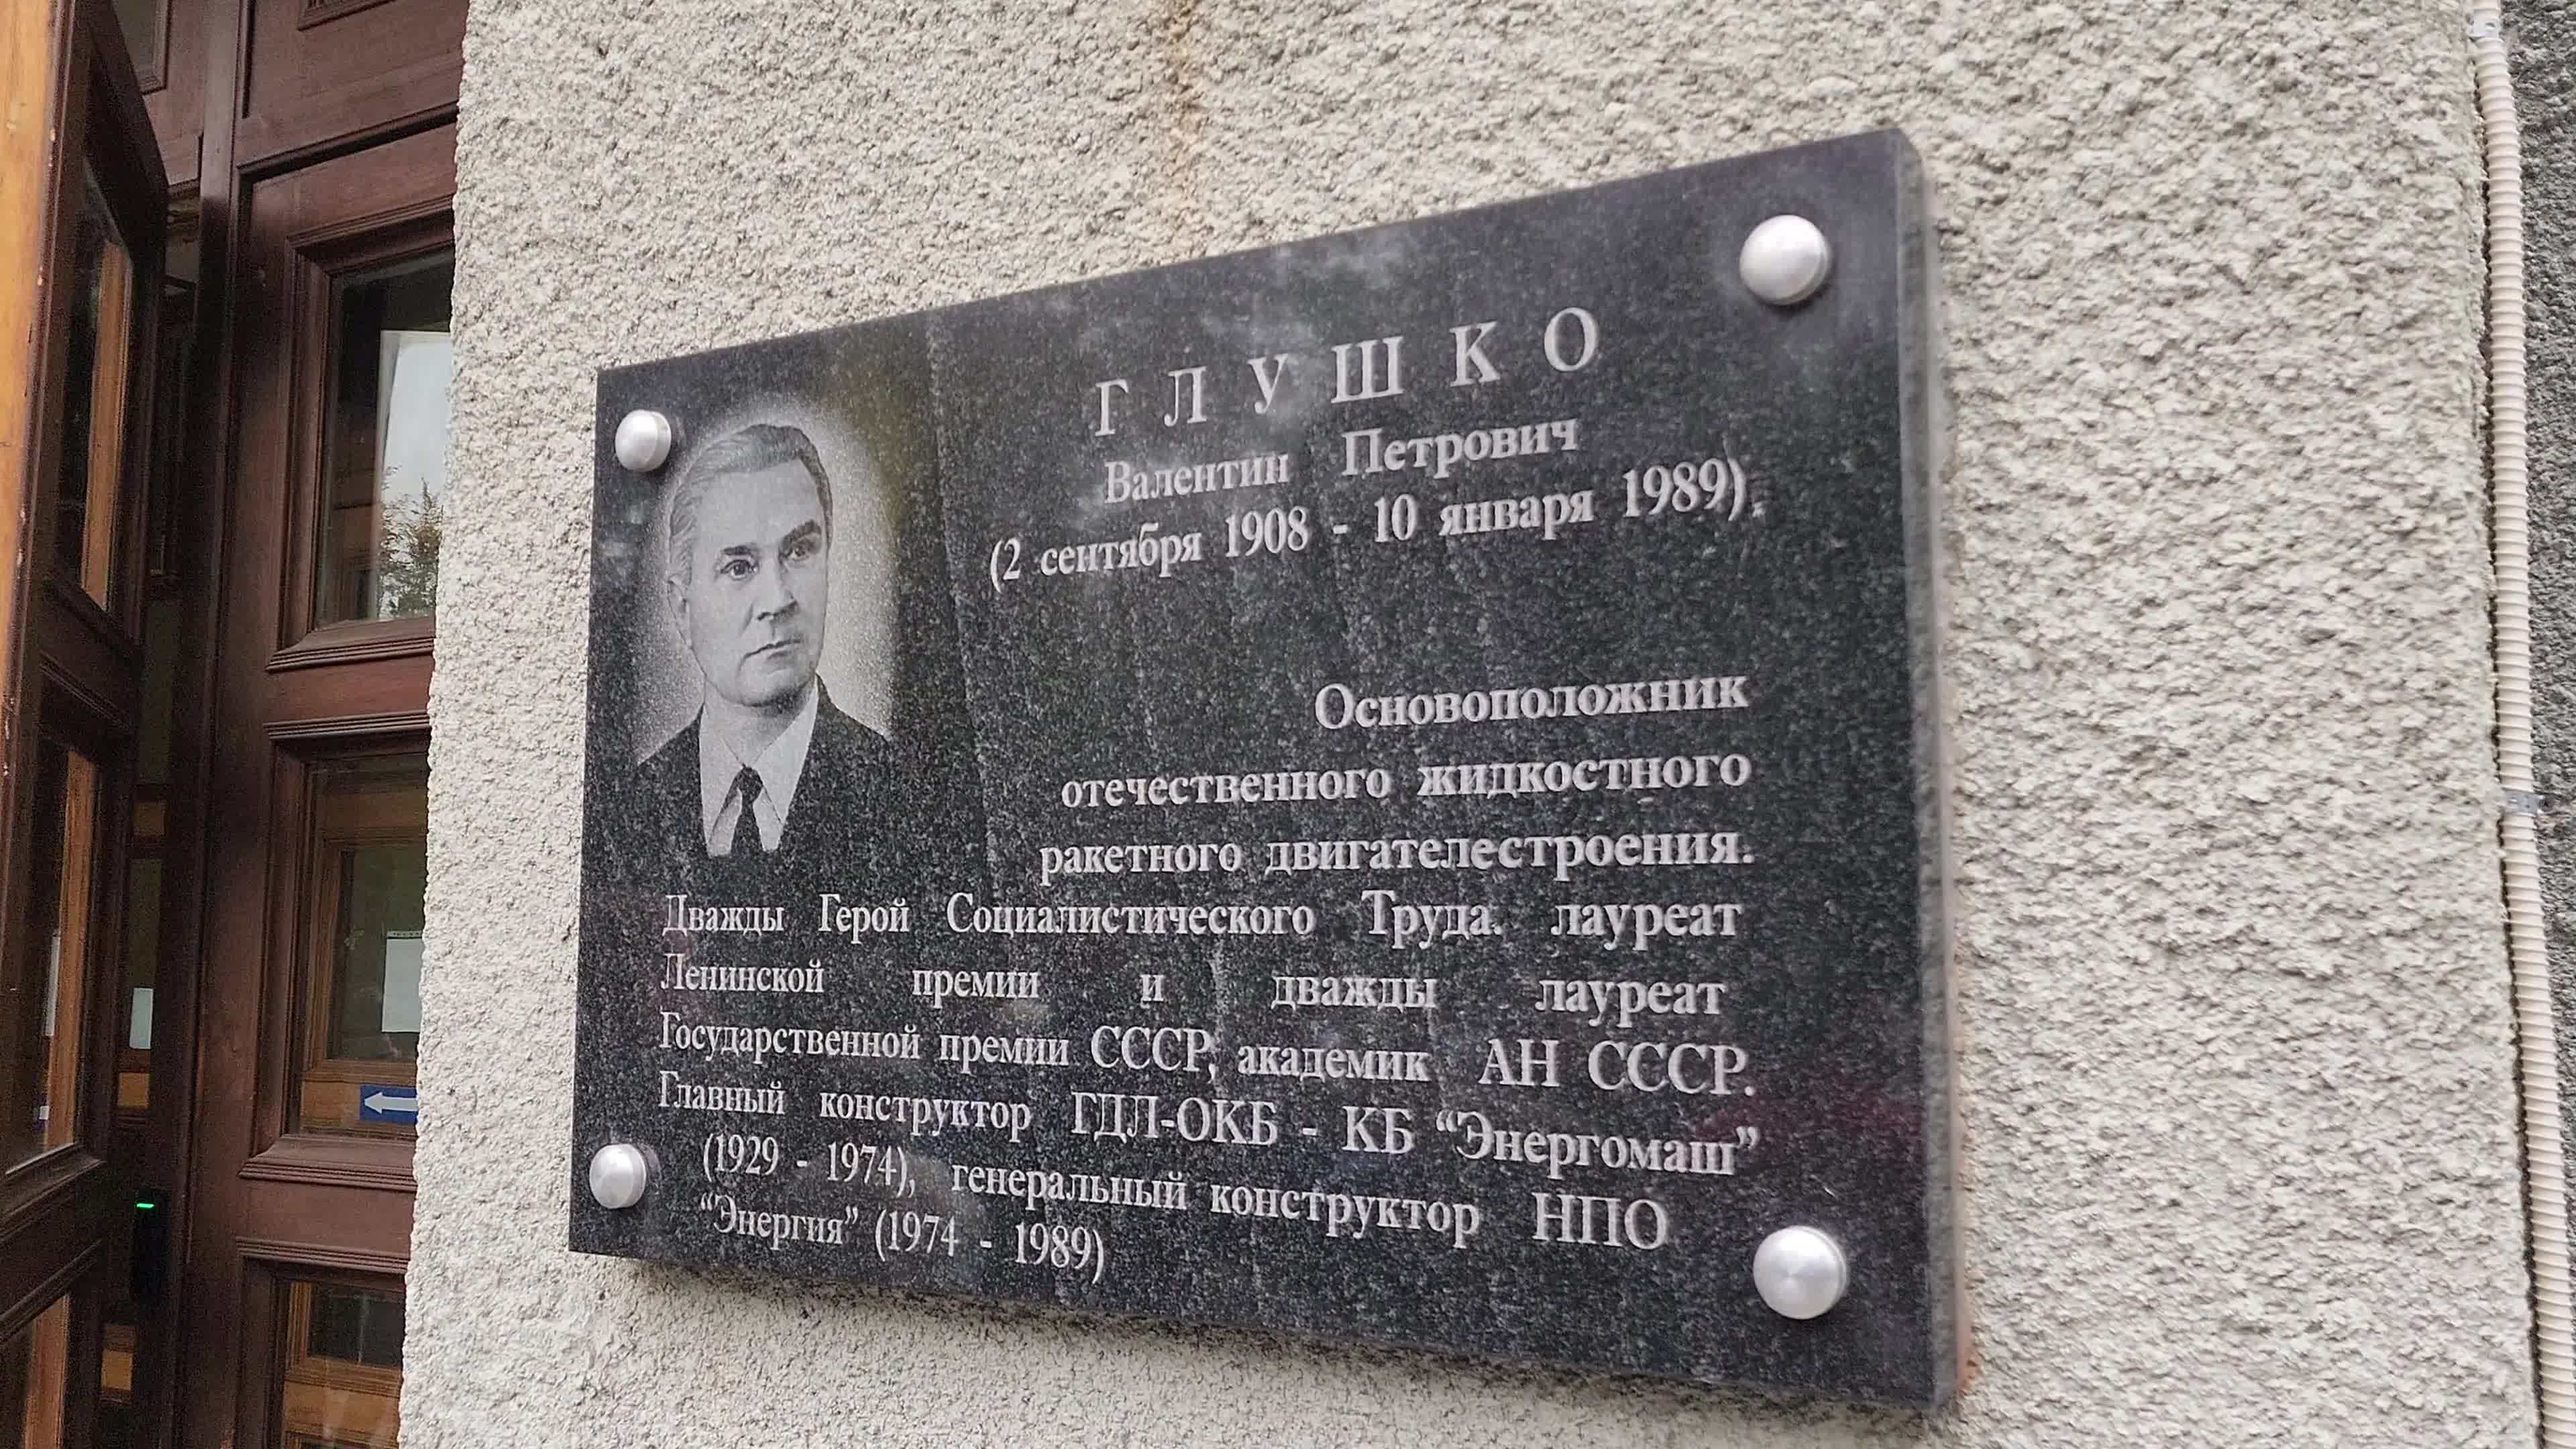 ГЛУШКО
Валентин Петрович
(2 сентября 1908 - 10 января 1989).
Основоположник
отечественного жидкостного
ракетного двигателестроения.
Дважды Герой Социалистического Труда. лауреат
Ленинской премии и дважды лауреат
Государственной премии СССР, академик АН СССР.
Главный конструктор ГДЛ-ОКБ - КБ “Энергомаш”
(1929 - 1974), генеральный конструктор НПО
“Энергия” (1974 - 1989)